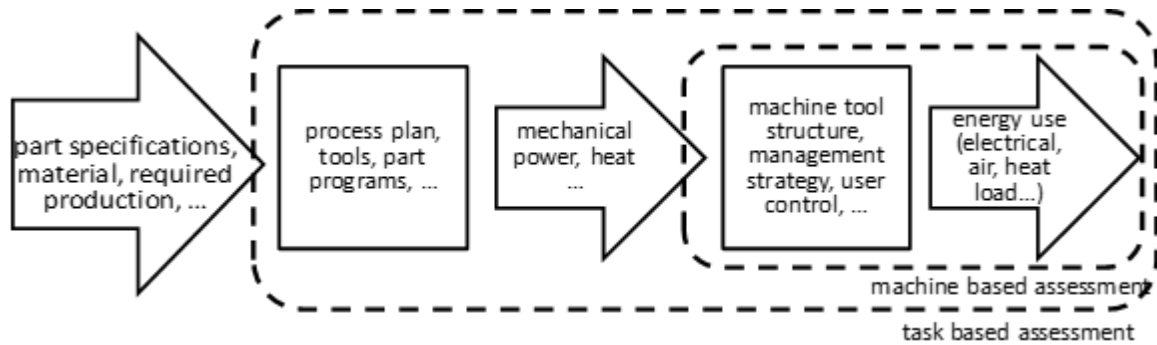 part specifications,
material, required
production, ...
process plan,
tools, part
programs, ...
mechanical
power, heat
...
machine tool
structure,
management
strategy, user
control, ...
energy use
(electrical,
air, heat
load...)
machine based assessment
task based assessment